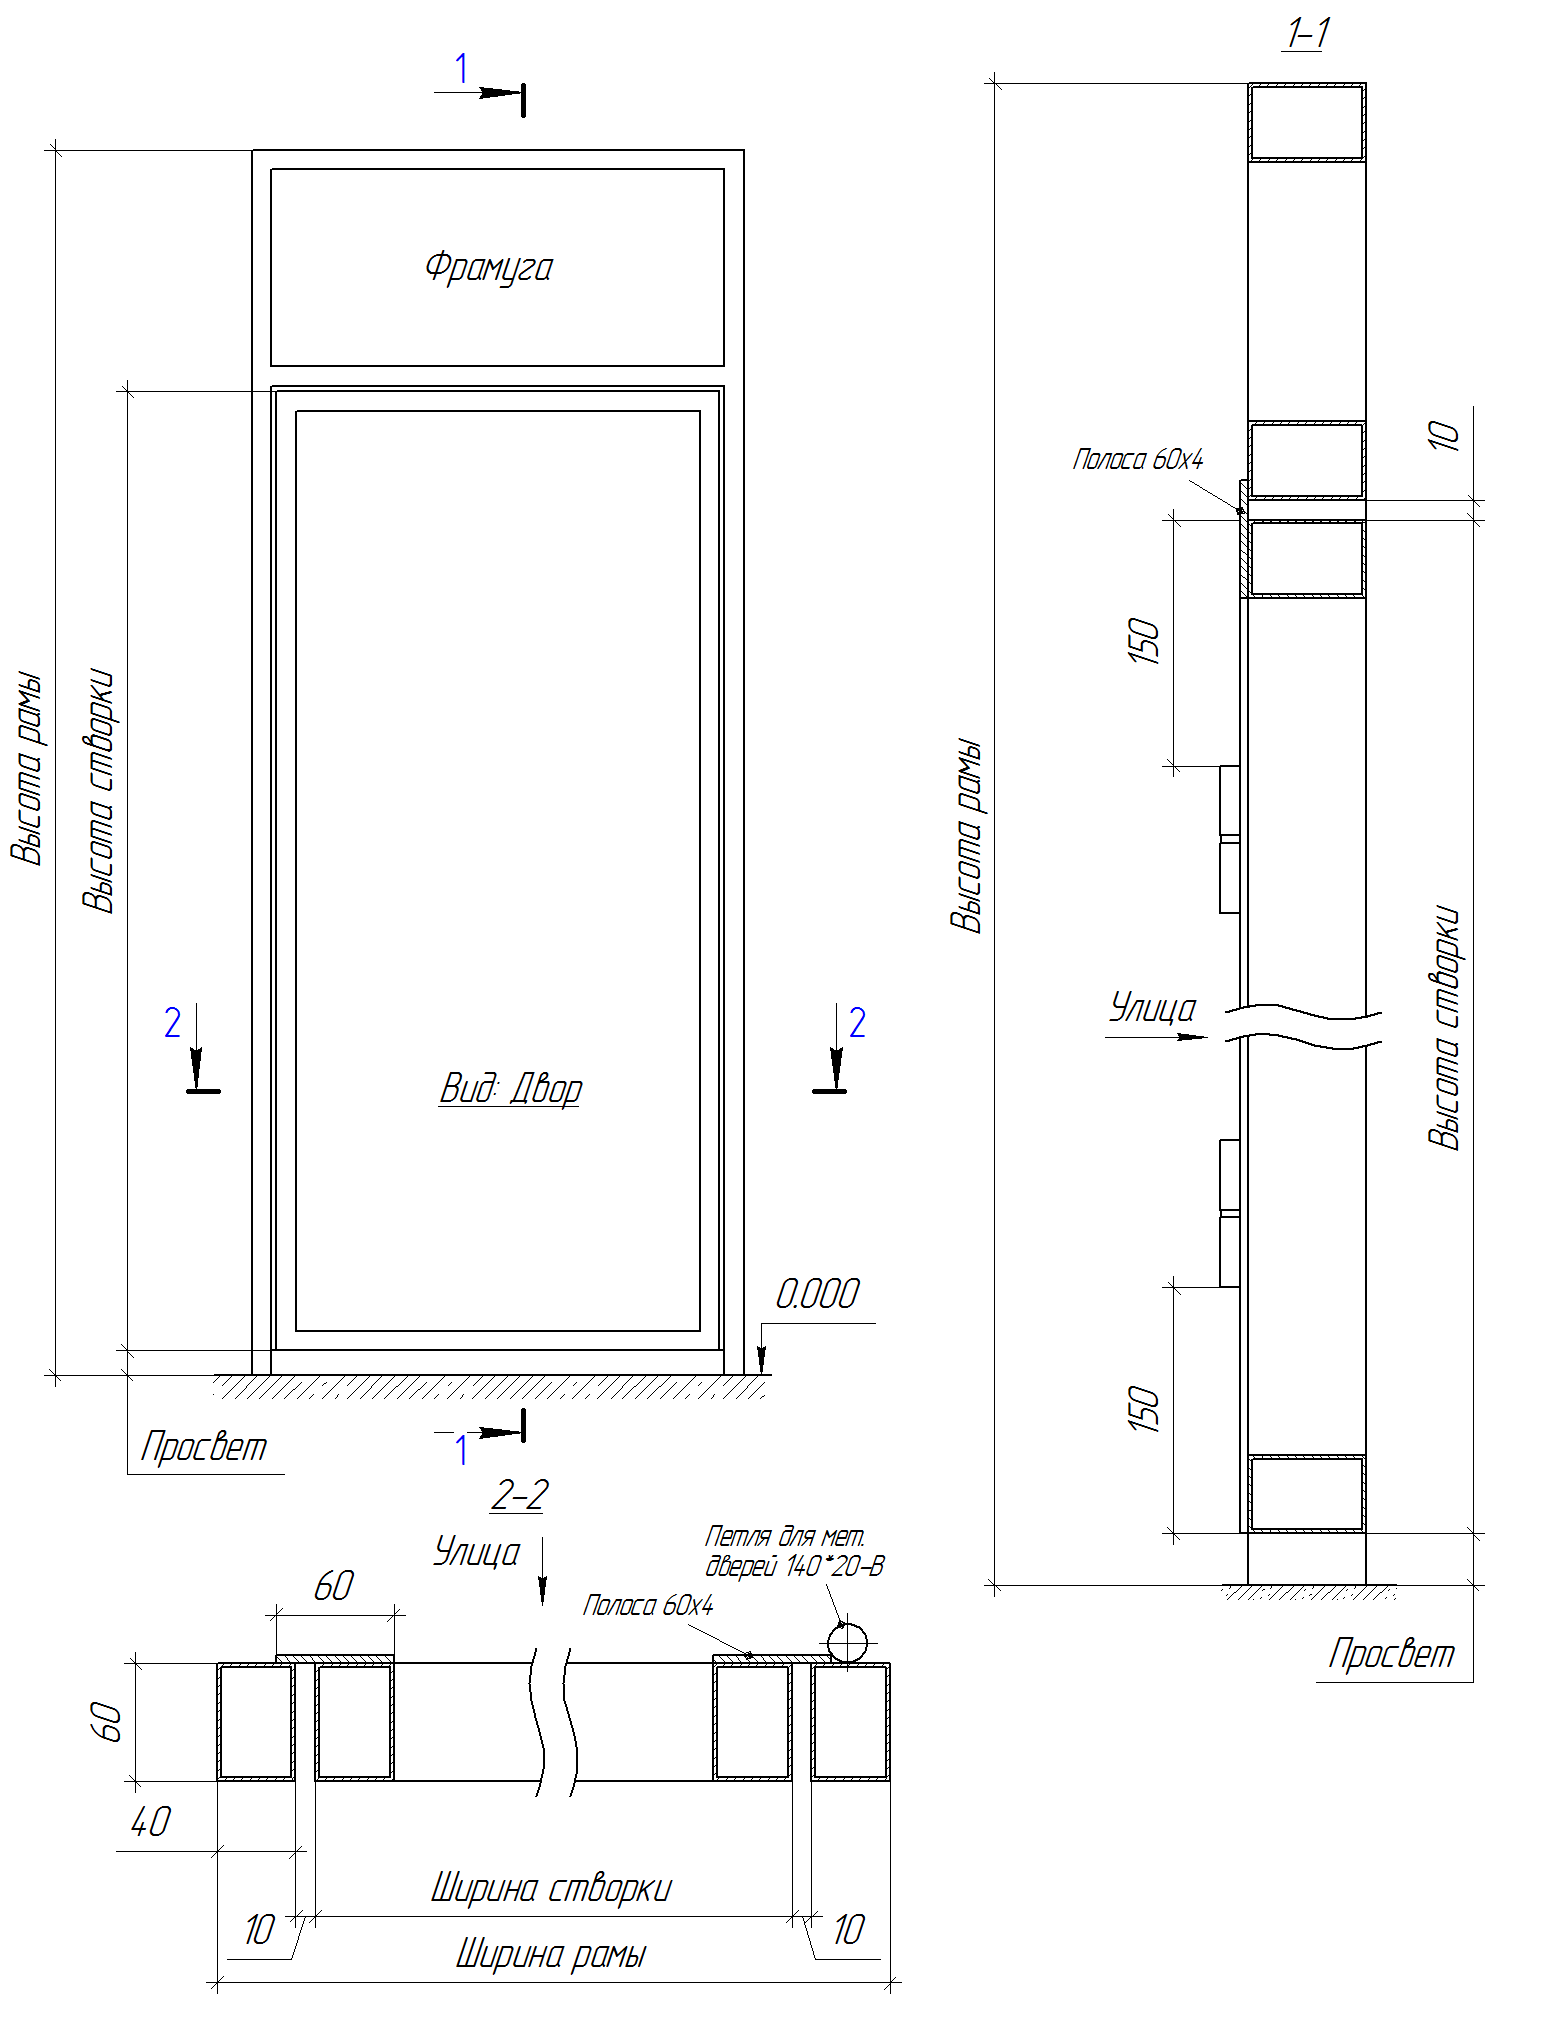 1
1-1
Фрамуга
10
Полоса 60х4
150
Высота рамы
Высота створки
Высота рамы
Высота створки
2
2
Улица
Вид: Двор
0.000
150
1
Просвет
2-2
Улица
Петля для мет.
дверей 140*20-В
60
Полоса 60х4
Просвет
60
40
Ширина створки
10
10
Ширина рамы